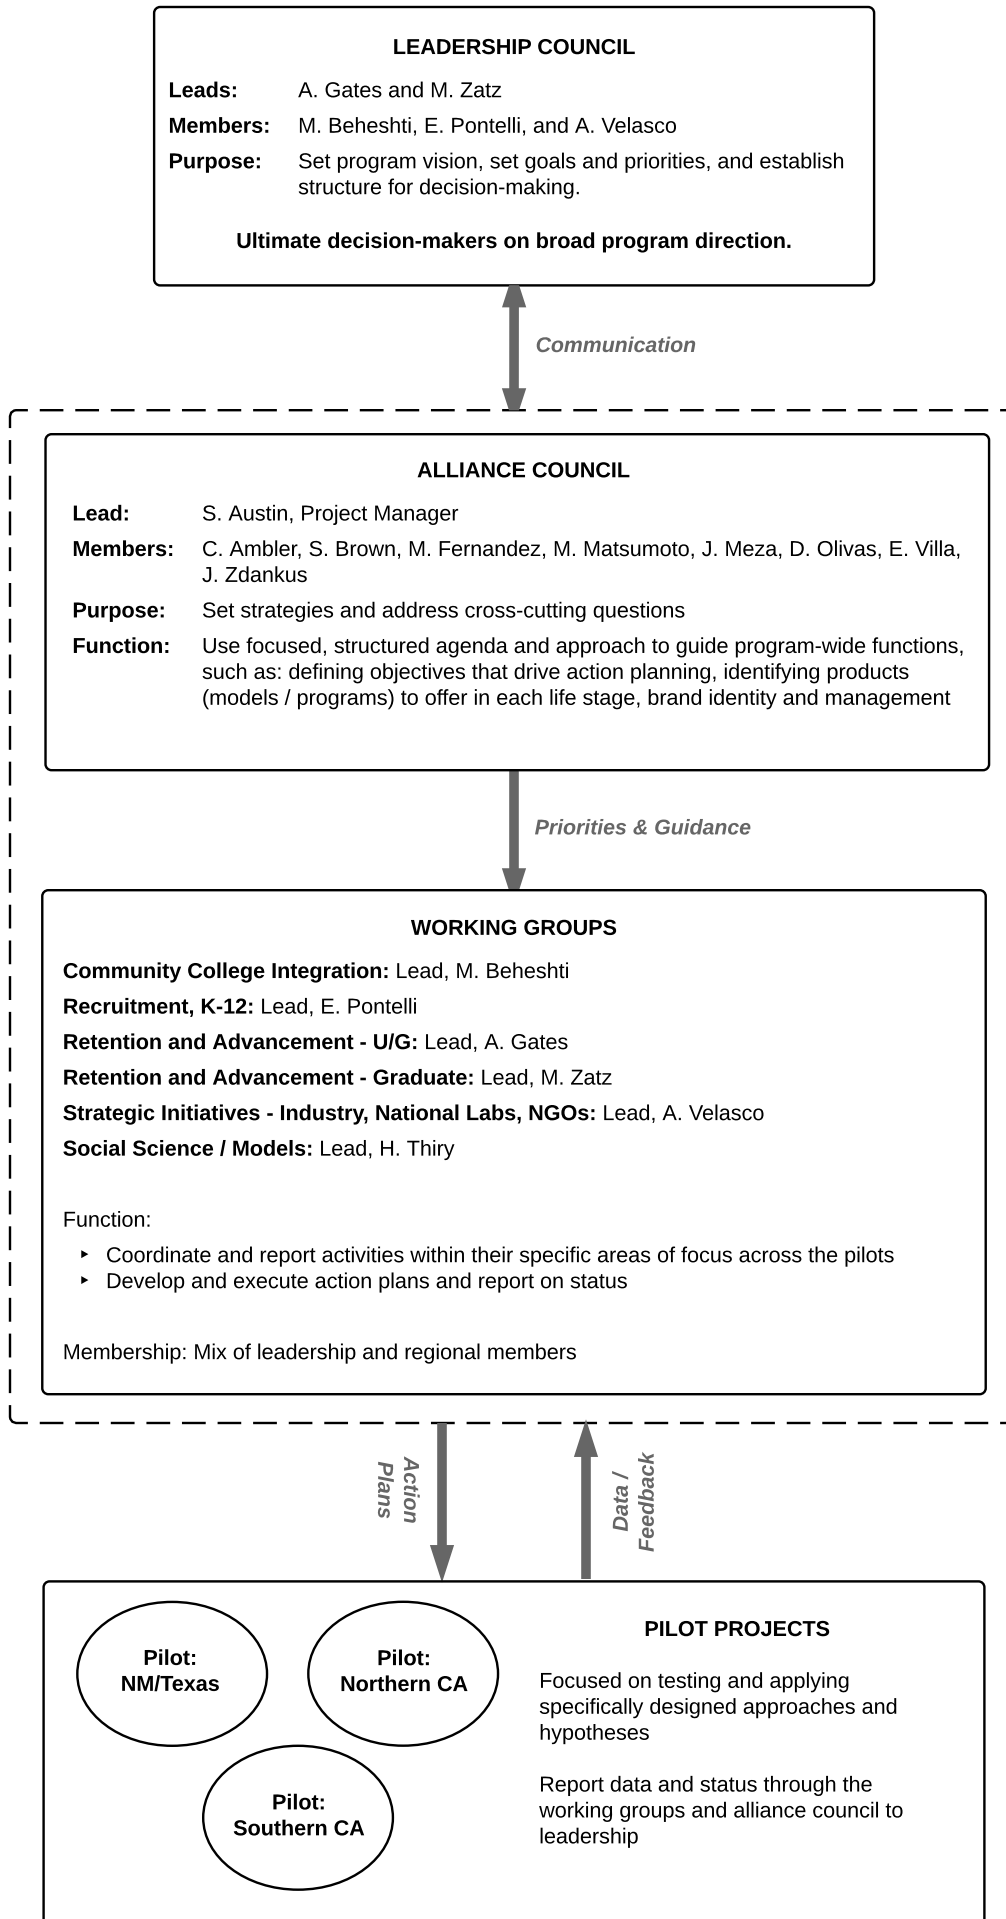 LEADERSHIP COUNCIL
Leads: A. Gates and M. Zatz
Members: M. Beheshti, E. Pontelli, and A. Velasco
Purpose: Set program vision, set goals and priorities, and establish
structure for decision-making.
Ultimate decision-makers on broad program direction.
Communication
ALLIANCE COUNCIL
Lead: S. Austin, Project Manager
Members: C. Ambler, S. Brown, M. Fernandez, M. Matsumoto, J. Meza, D. Olivas, E. Villa,
J. Zdankus
Purpose: Set strategies and address cross-cutting questions
Function: Use focused, structured agenda and approach to guide program-wide functions,
such as: defining objectives that drive action planning, identifying products
(models / programs) to offer in each life stage, brand identity and management
Priorities & Guidance
WORKING GROUPS
Community College Integration: Lead, M. Beheshti
Recruitment, K-12: Lead, E. Pontelli
Retention and Advancement - U/G: Lead, A. Gates
Retention and Advancement - Graduate: Lead, M. Zatz
Strategic Initiatives - Industry, National Labs, NGOs: Lead, A. Velasco
Social Science / Models: Lead, H. Thiry
Function:
‣ Coordinate and report activities within their specific areas of focus across the pilots
‣ Develop and execute action plans and report on status
Membership: Mix of leadership and regional members
Action
Plans
Data /
Feedback
Pilot:
NM/Texas
Pilot:
Northern CA
Pilot:
Southern CA
PILOT PROJECTS
Focused on testing and applying
specifically designed approaches and
hypotheses
Report data and status through the
working groups and alliance council to
leadership